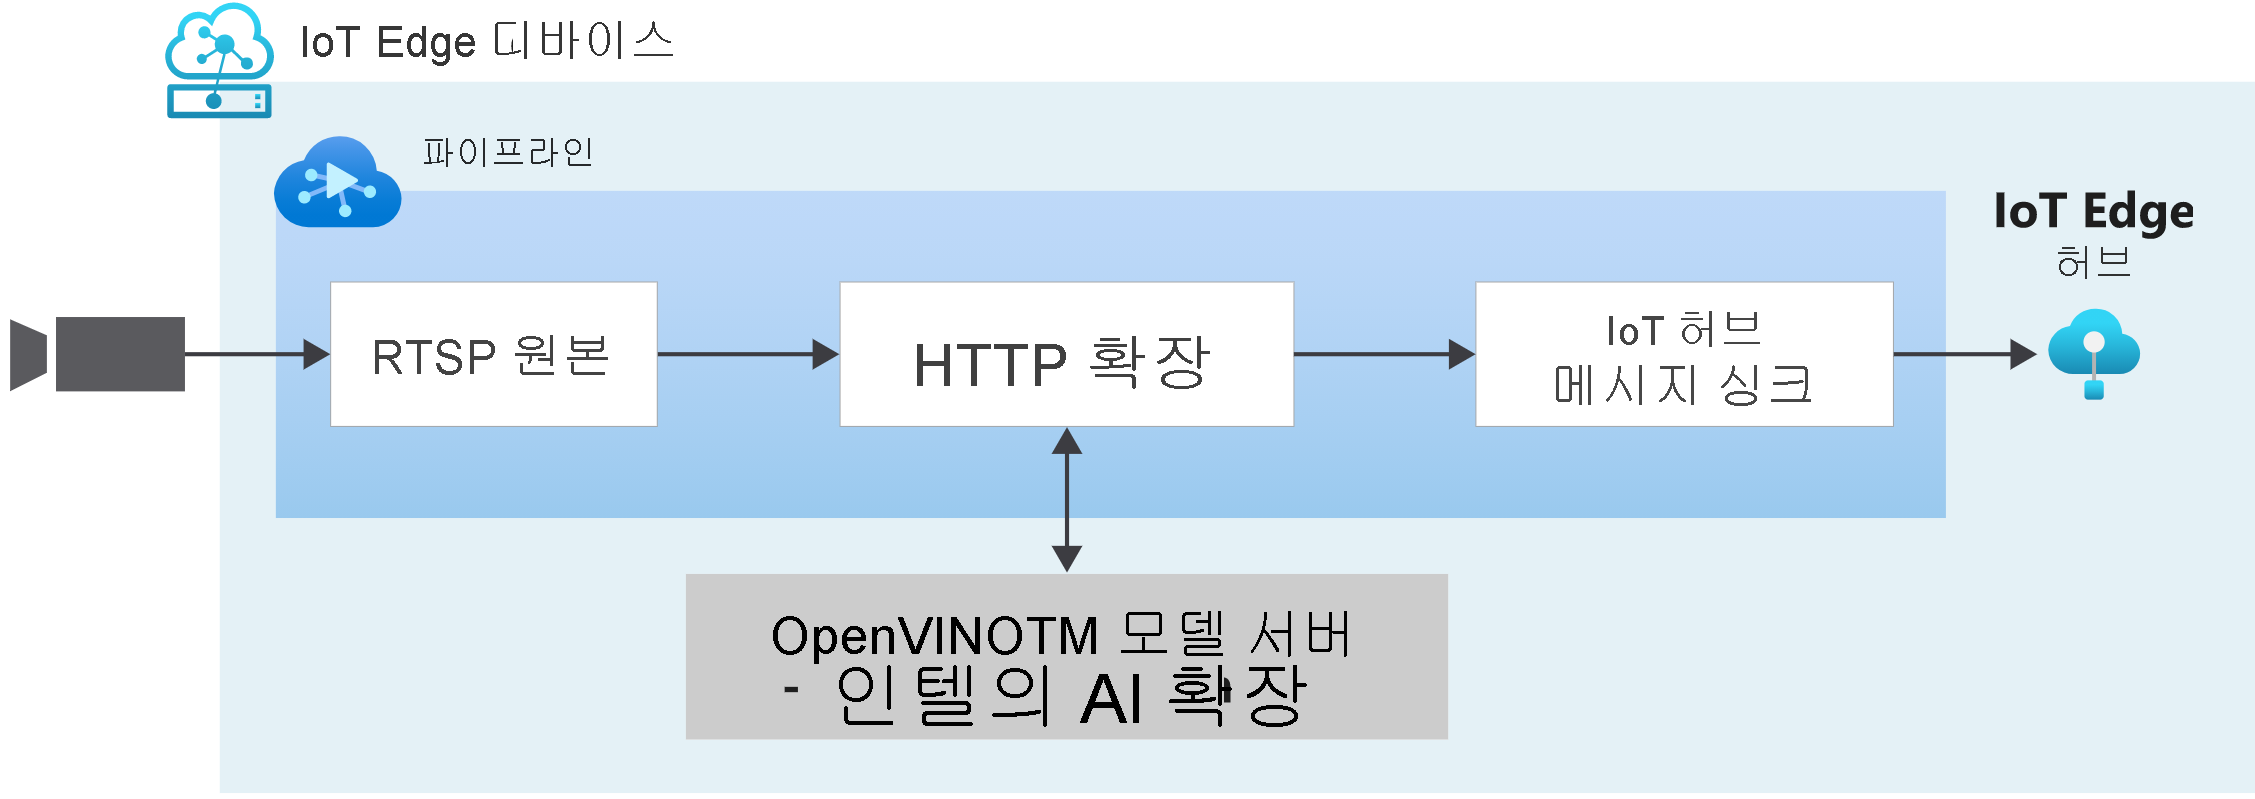 IoT Edge 디바이스
파이프라인
IoT Edge
허브
RTSP 원본
HTTP 확장
IoT 허브
메시지 싱크
OpenVINOTM 모델 서버
- 인텔의 AI 확장